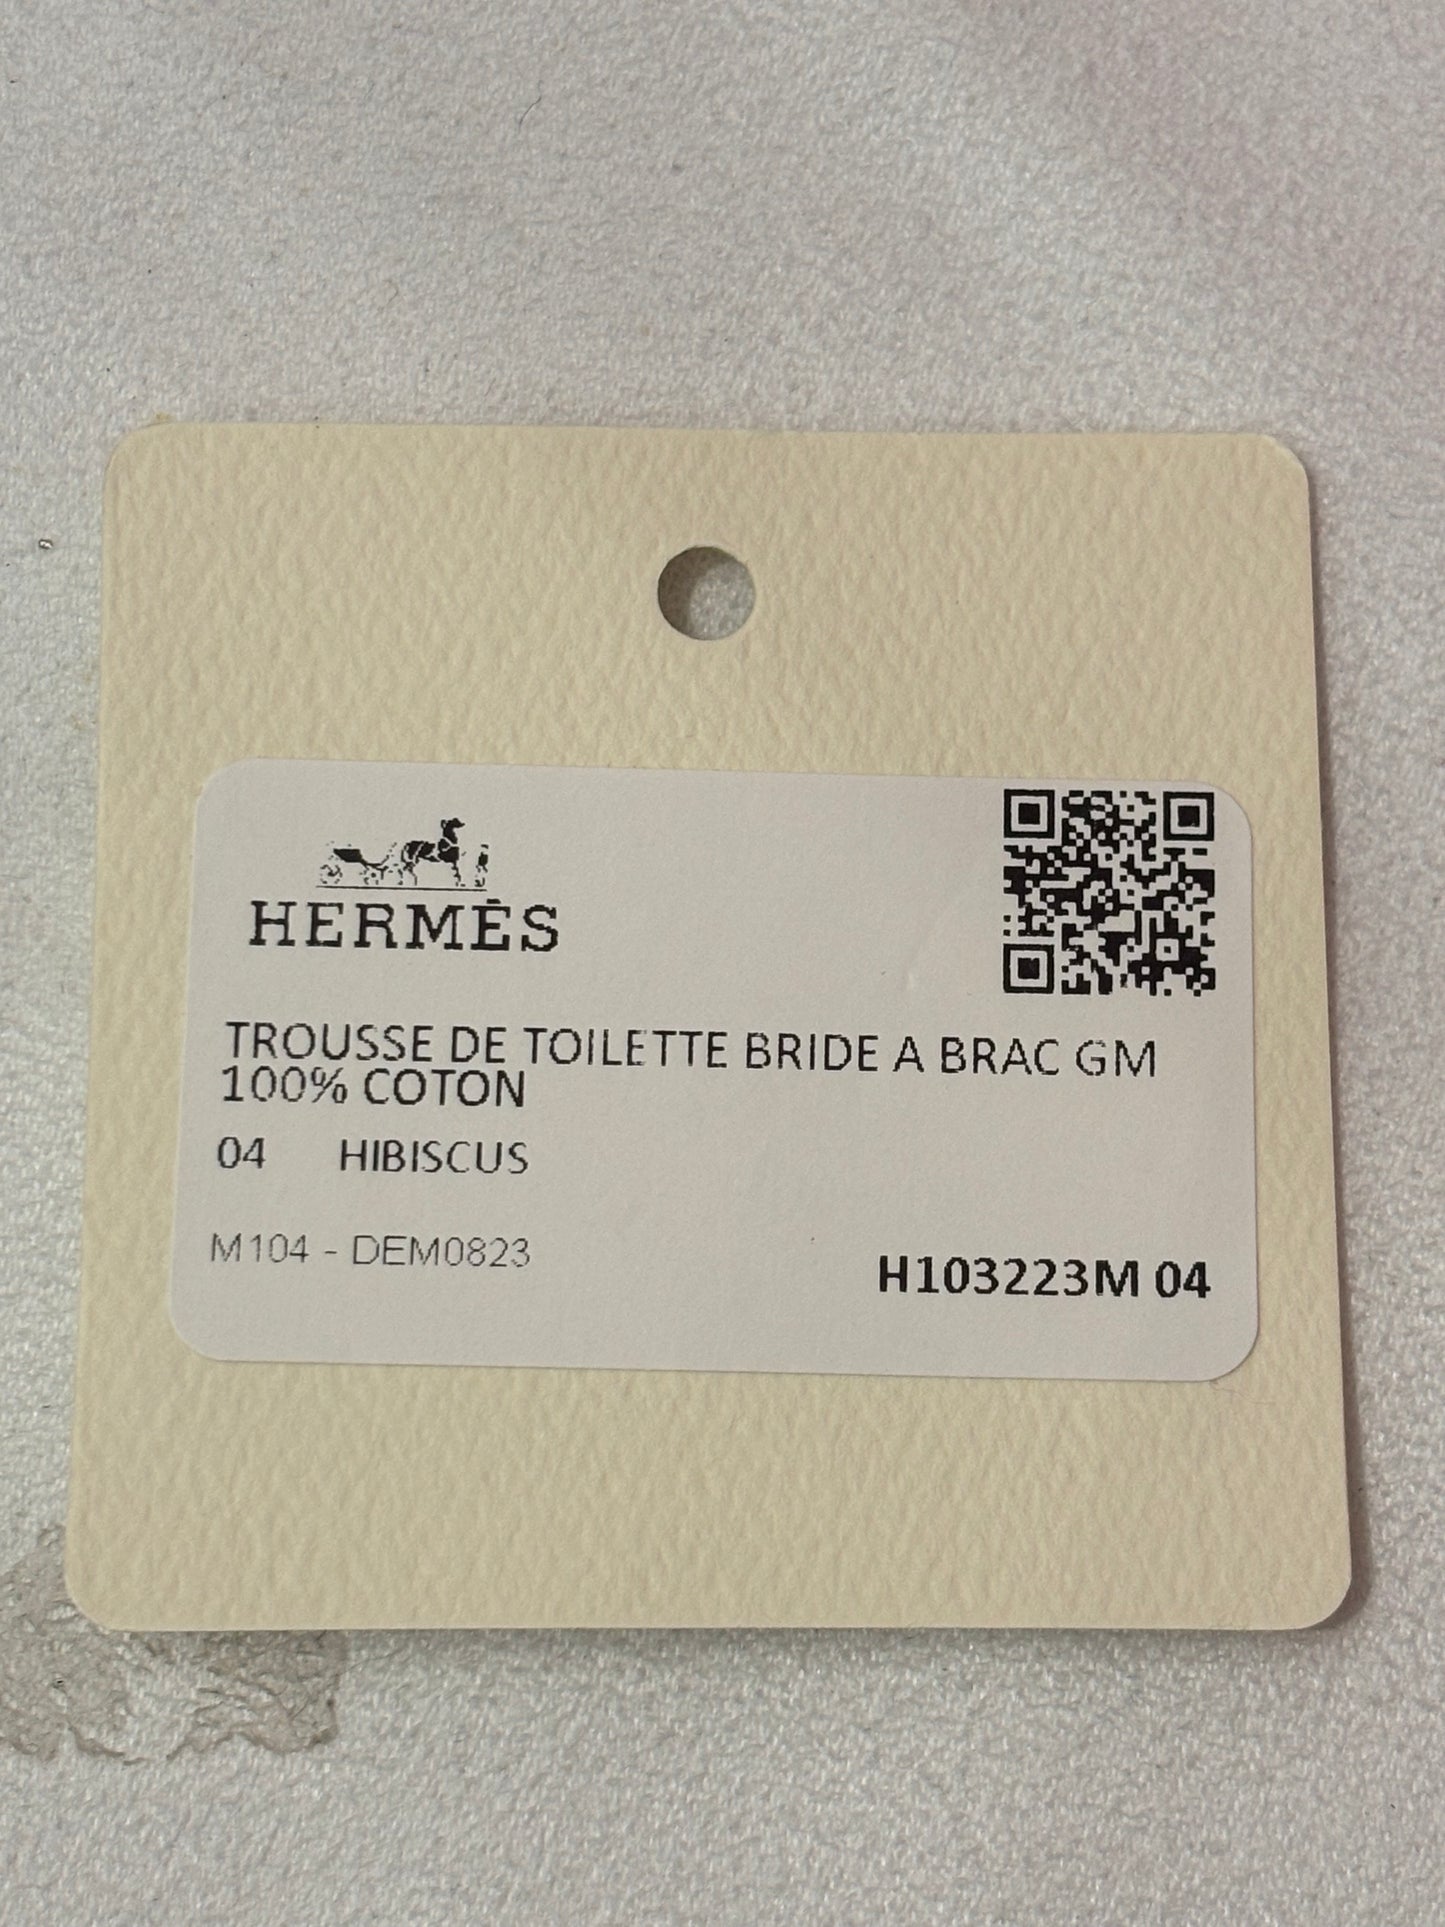 HERMÈS
TROUSSE DE TOILETTE BRIDE A BRAC GM
100% COTON
04 HIBISCUS
M104 - DEM0823
H103223M 04